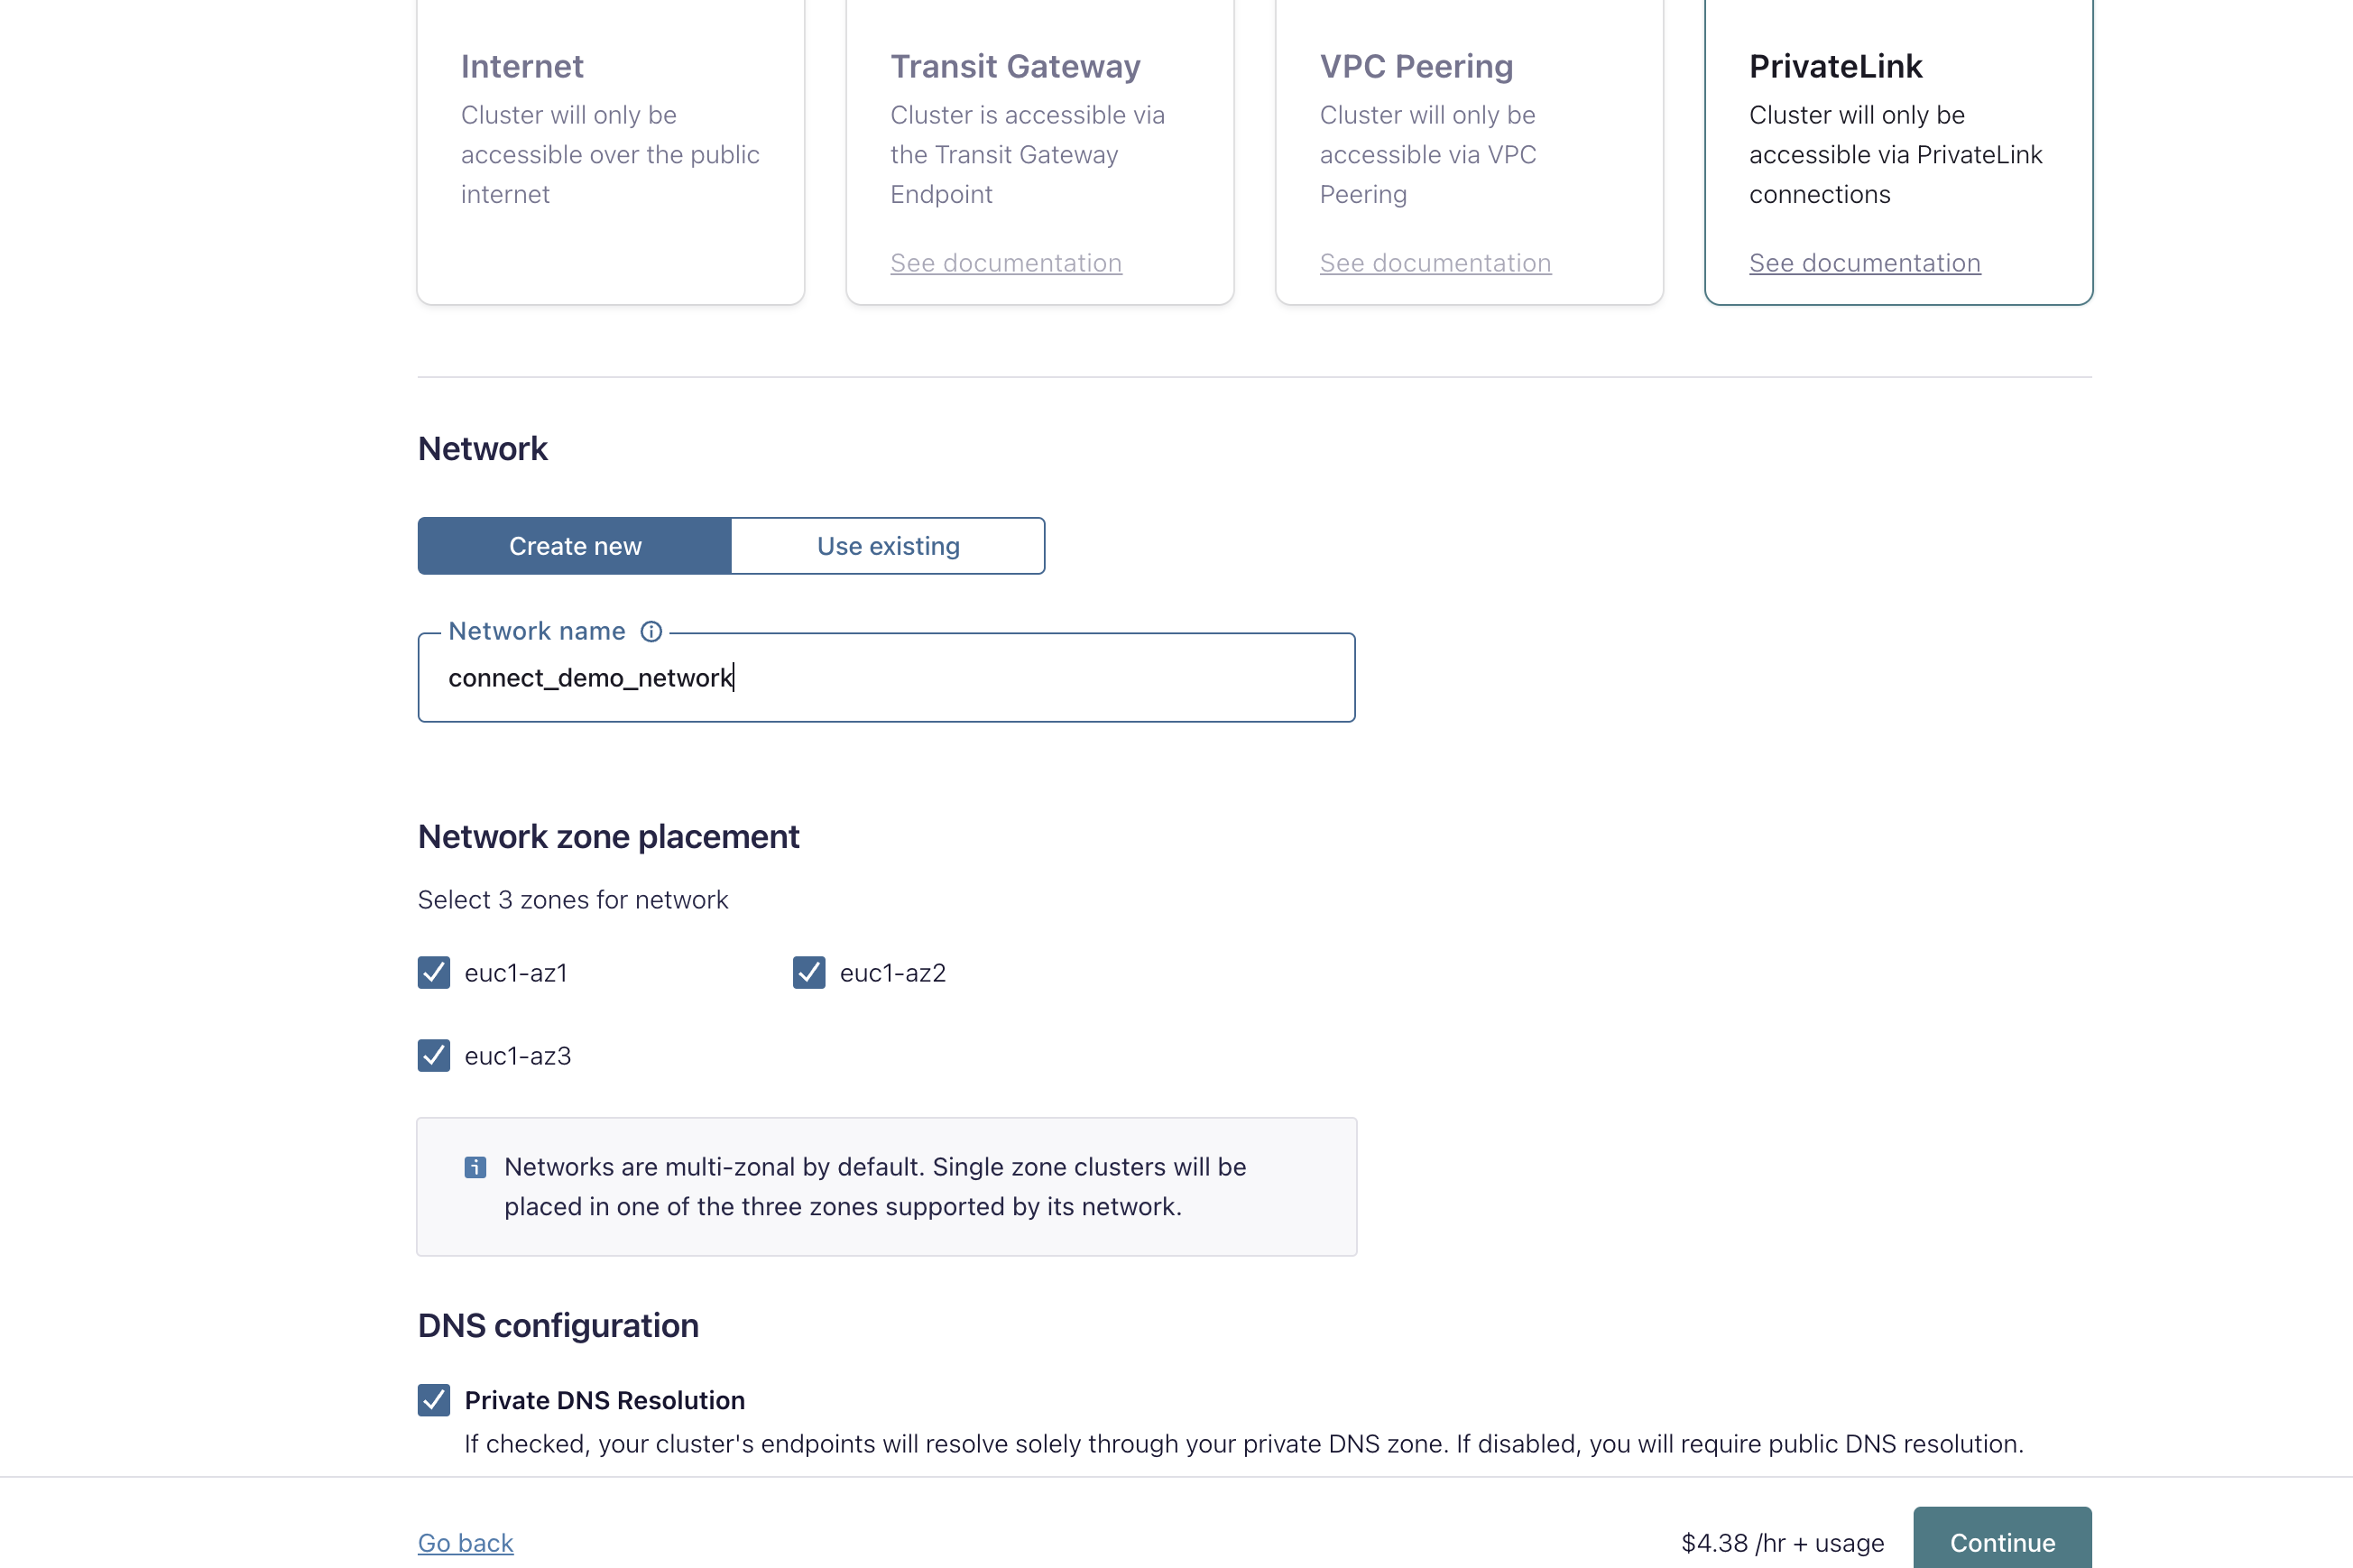 Internet
Cluster will only be
accessible over the public
internet
Transit Gateway
Cluster is accessible via
the Transit Gateway
Endpoint
See documentation
VPC Peering
Cluster will only be
accessible via VPC
Peering
See documentation
PrivateLink
Cluster will only be
accessible via PrivateLink
connections
See documentation
Network
Create new
Use existing
Network name
connect_demo_network
Network zone placement
Select 3 zones for network
euc1-az1
euc1-az2
euc1-az3
Networks are multi-zonal by default. Single zone clusters will be
placed in one of the three zones supported by its network.
DNS configuration
Private DNS Resolution
If checked, your cluster's endpoints will resolve solely through your private DNS zone. If disabled, you will require public DNS resolution.
Go back
$4.38 /hr + usage
Continue